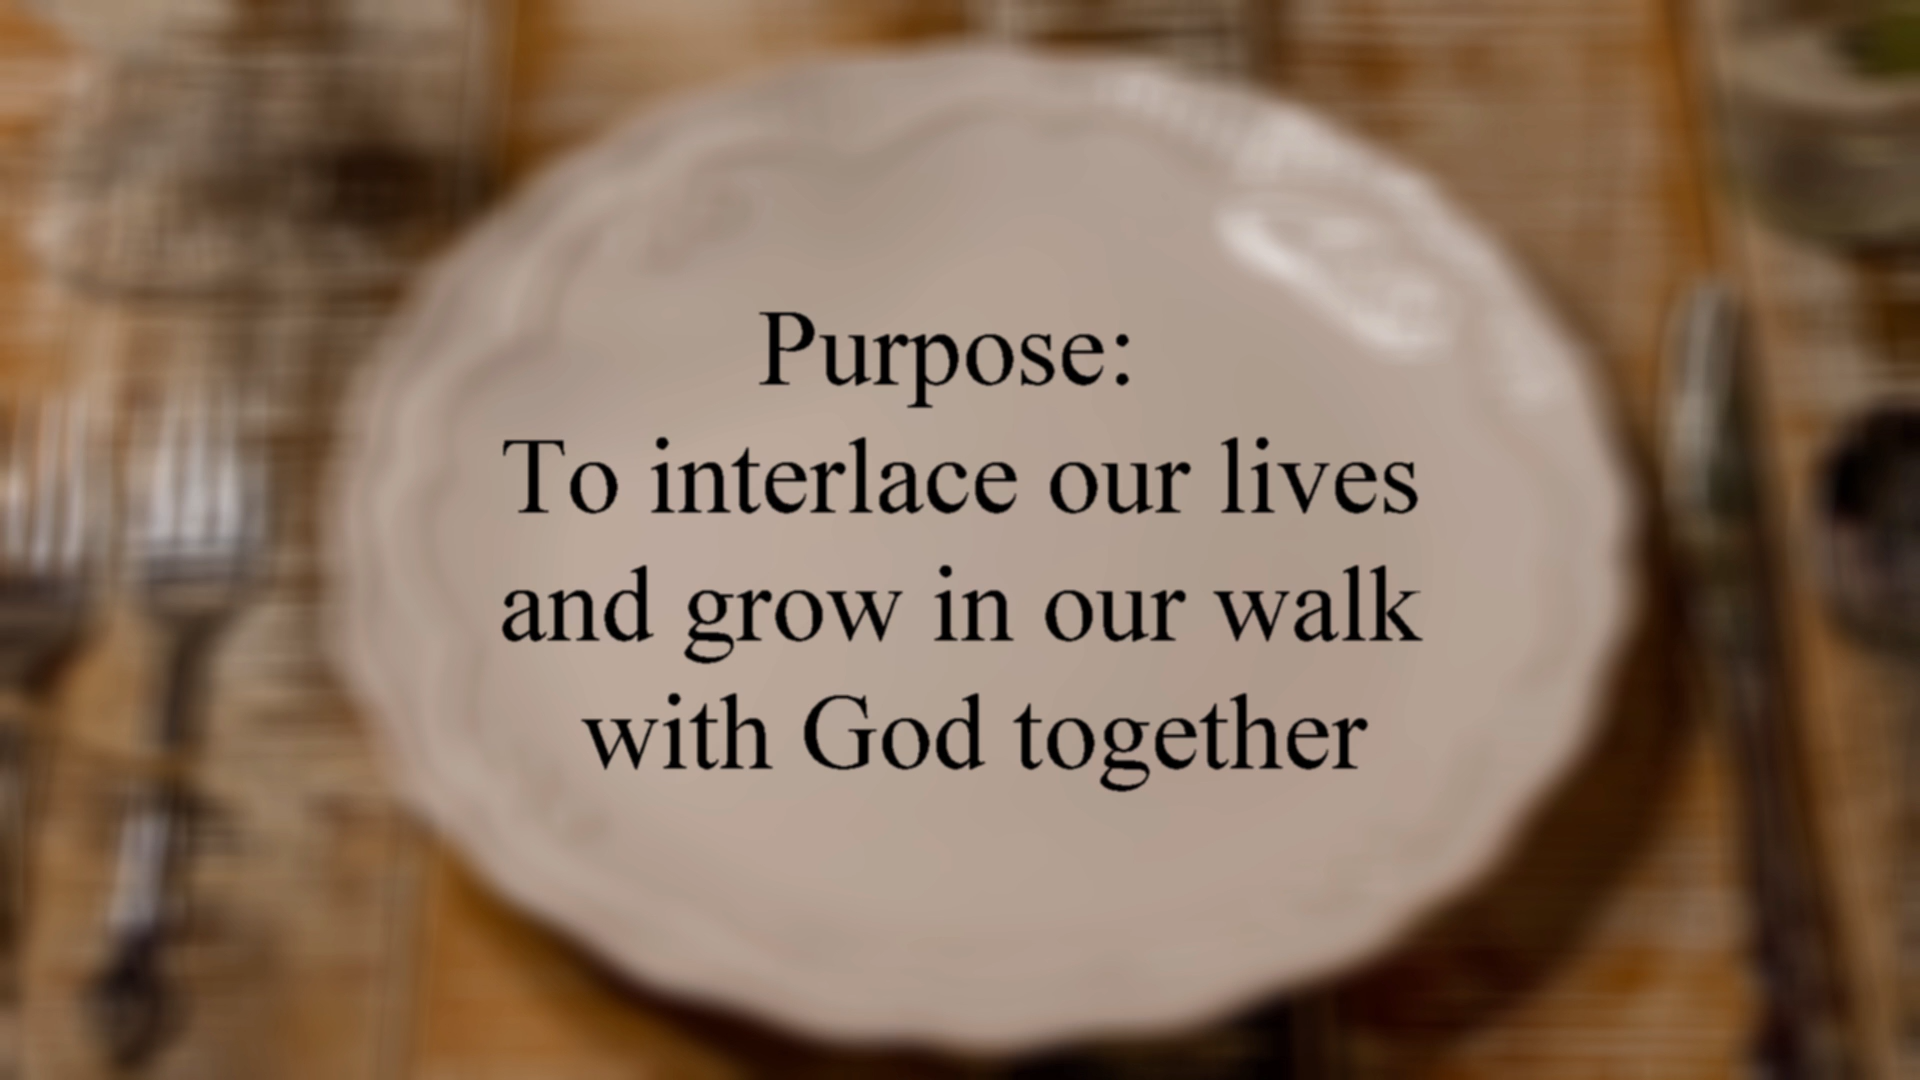 Purpose:
To interlace our lives
and grow in our walk
with God together